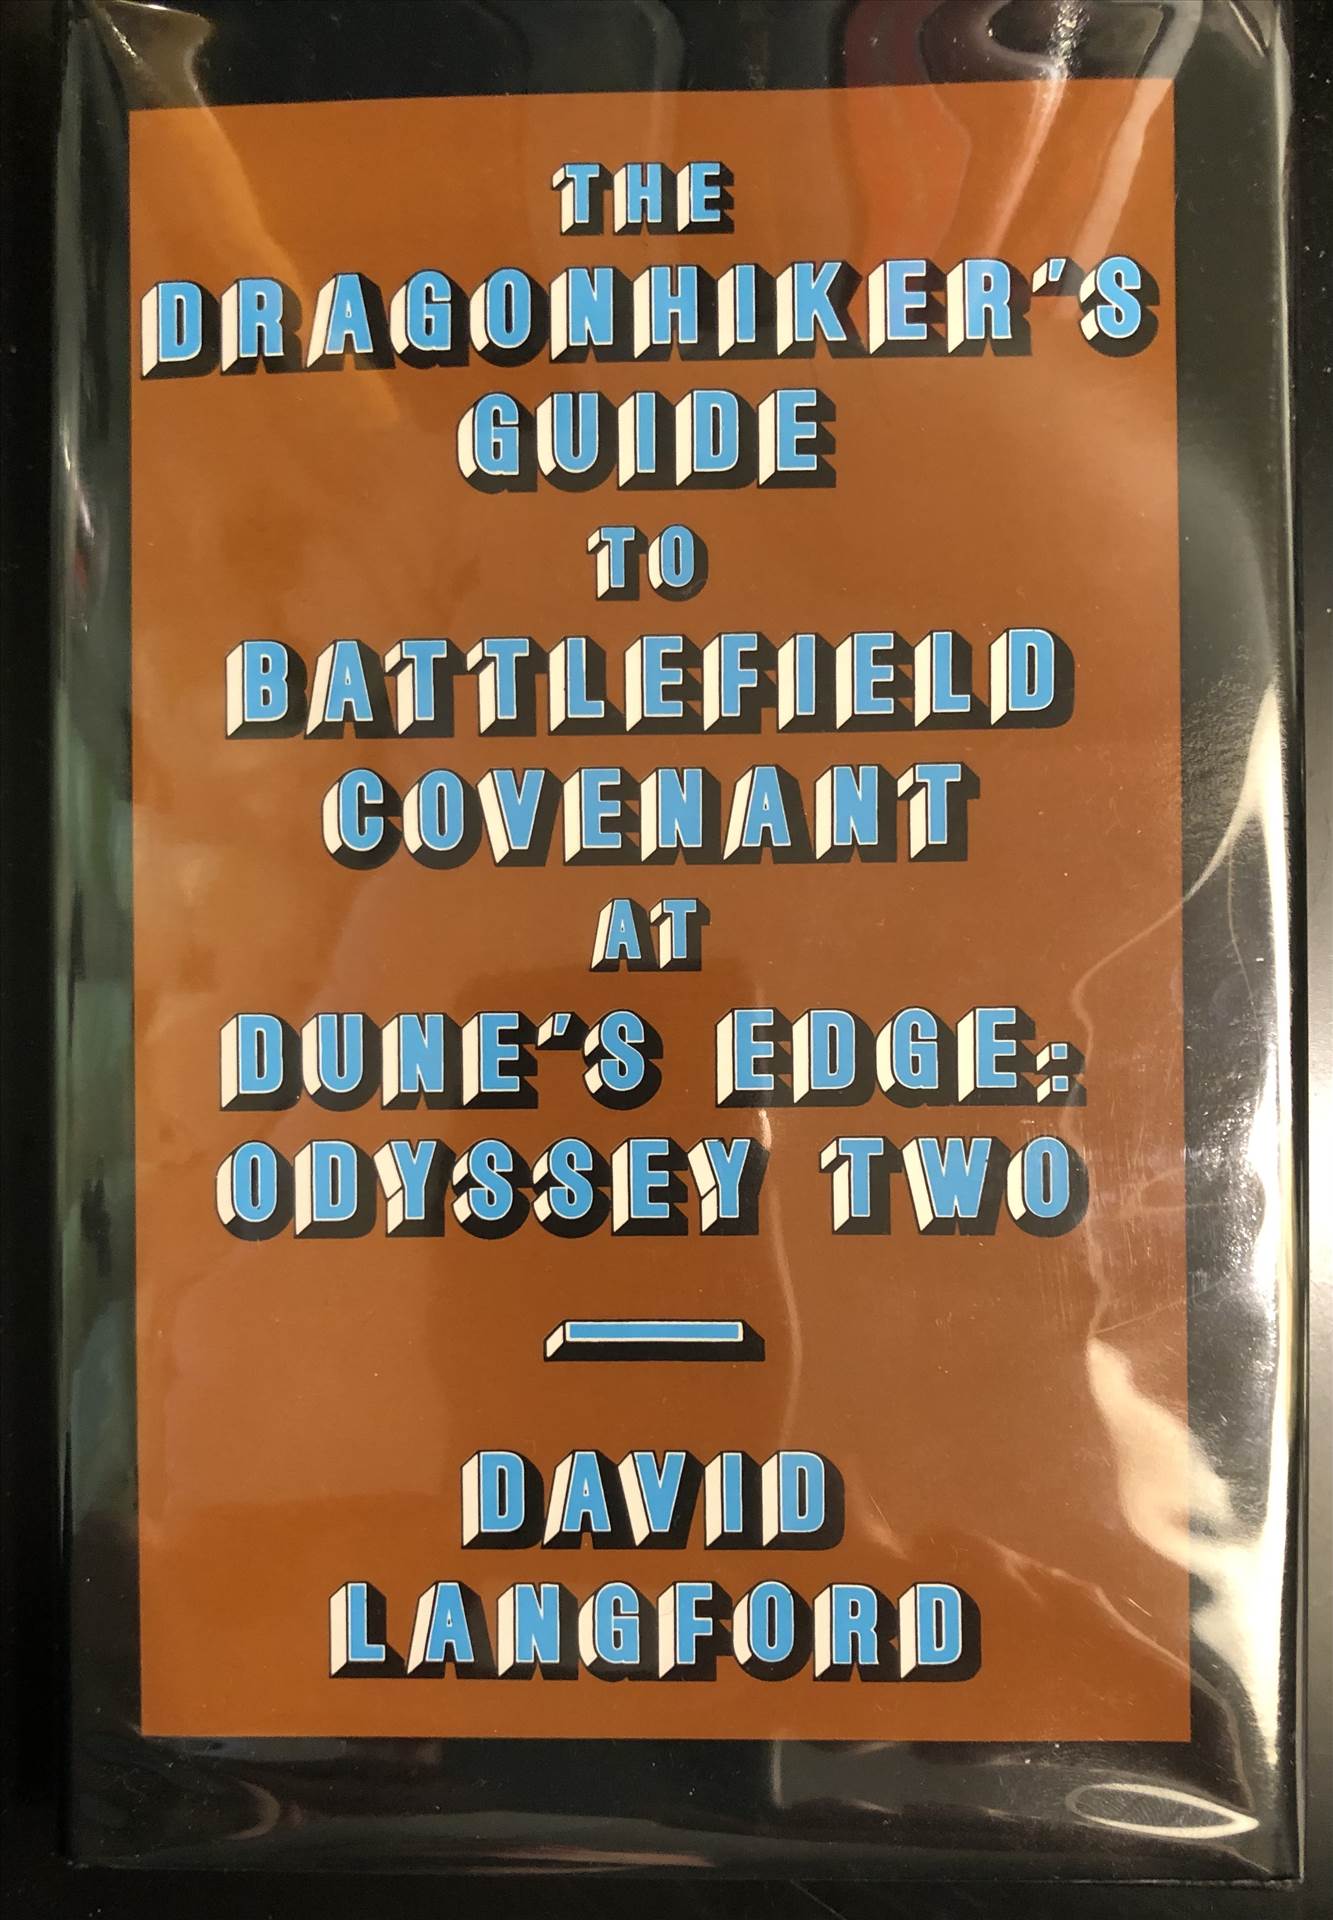 THE
DRAGONHIKER'S
GUIDE
TO
BATTLEFIELD
COVENANT
AT
DUNE'S EDGE:
ODYSSEY TWO
DAVID
LANGFORD